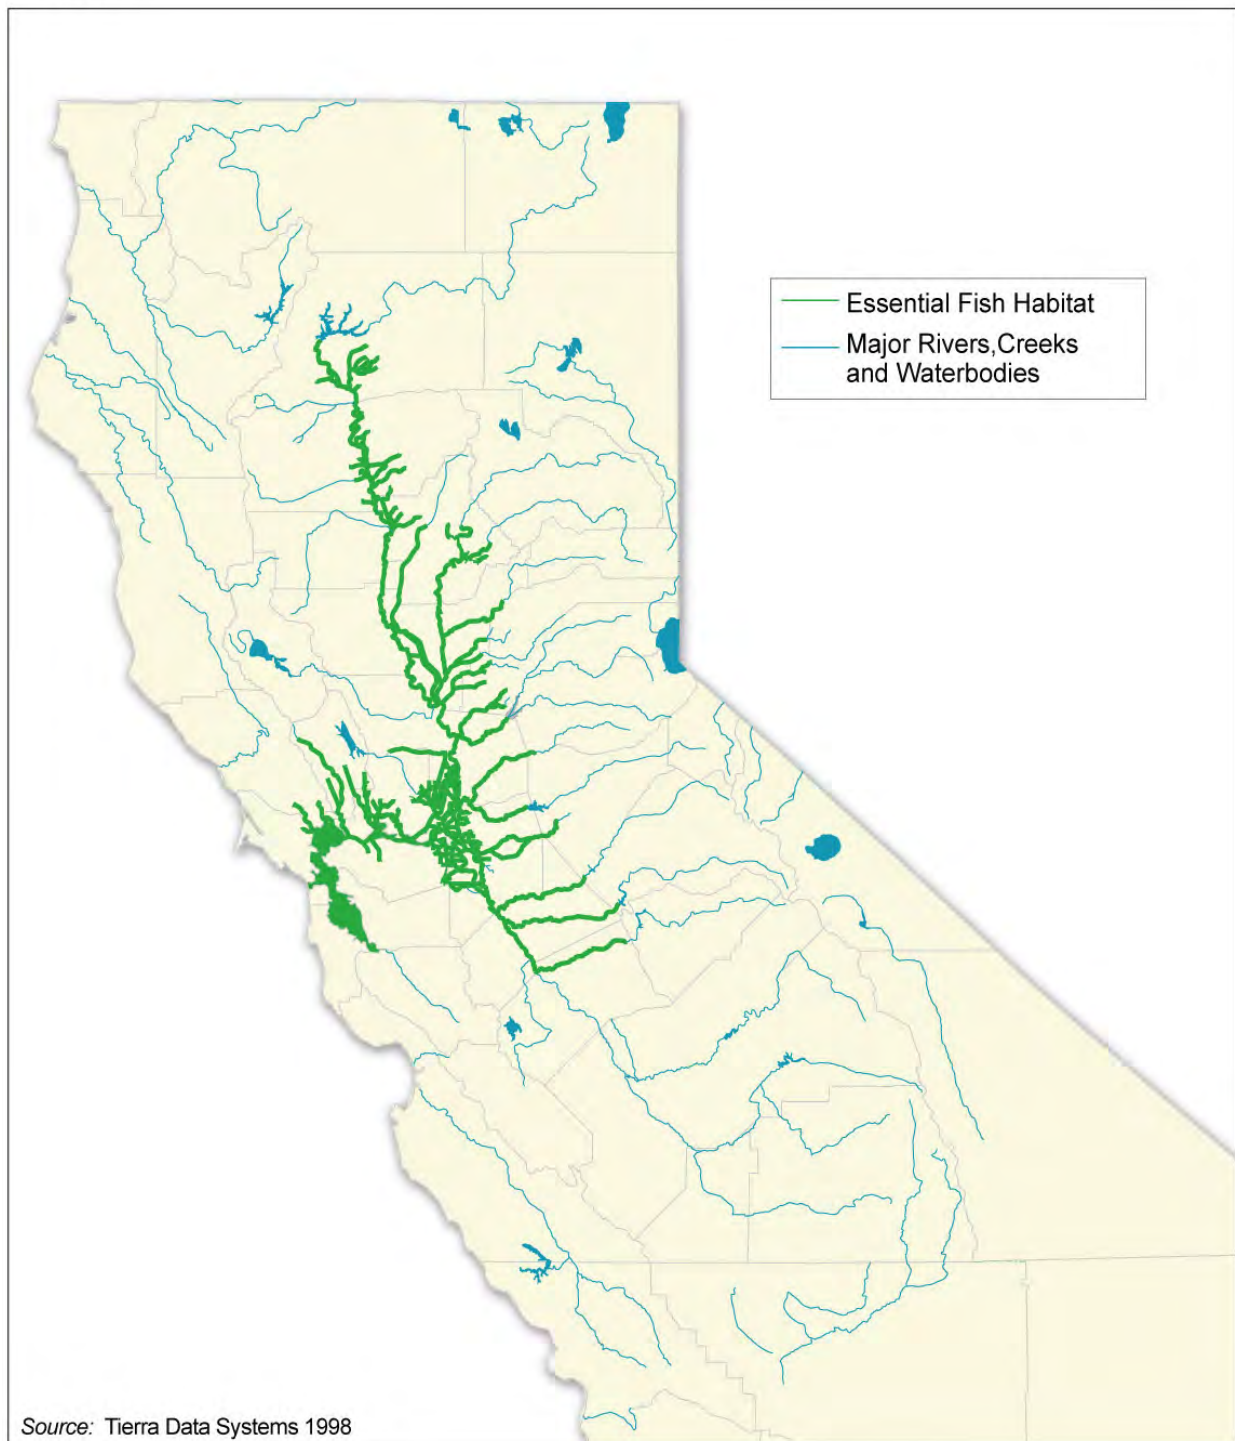 Essential Fish Habitat
Major Rivers,Creeks
and Waterbodies
Source: Tierra Data Systems 1998